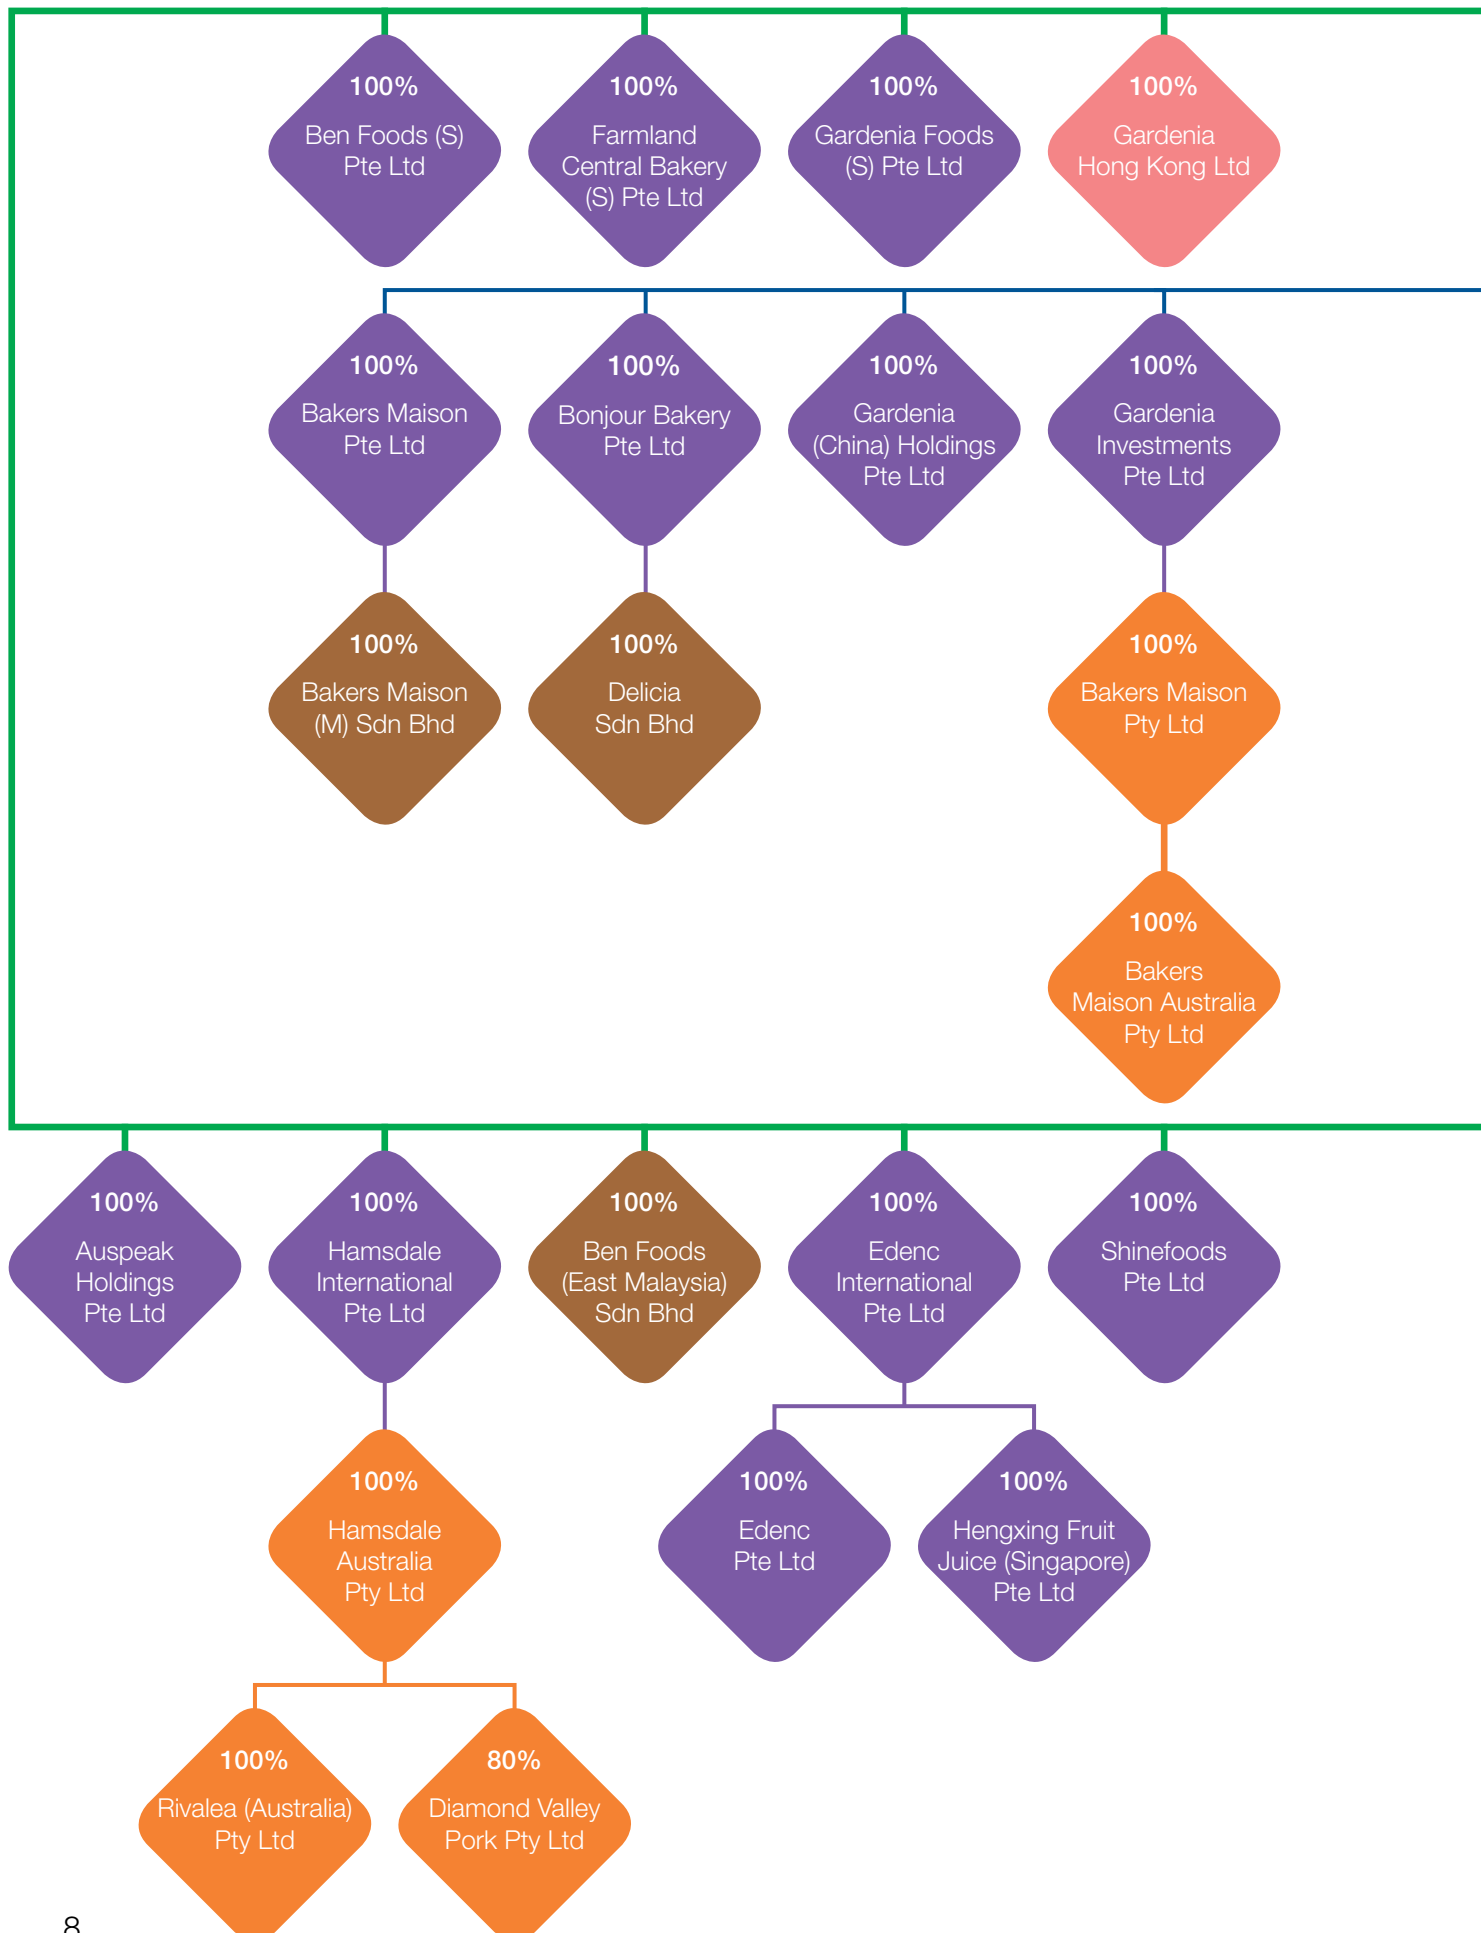 100%
Ben Foods (S)
Pte Ltd
100%
Farmland
Central Bakery
(S) Pte Ltd
100%
Gardenia Foods
(S) Pte Ltd
100%
Gardenia
Hong Kong Ltd
100%
Bakers Maison
Pte Ltd
100%
Bonjour Bakery
Pte Ltd
100%
Gardenia
(China) Holdings
Pte Ltd
100%
Gardenia
Investments
Pte Ltd
100%
Bakers Maison
(M) Sdn Bhd
100%
Delicia
Sdn Bhd
100%
Bakers Maison
Pty Ltd
100%
Bakers
Maison Australia
Pty Ltd
100%
Auspeak
Holdings
Pte Ltd
100%
Hamsdale
International
Pte Ltd
100%
Ben Foods
(East Malaysia)
Sdn Bhd
100%
Edenc
International
Pte Ltd
100%
Shinefoods
Pte Ltd
100%
Hamsdale
Australia
Pty Ltd
100%
Edenc
Pte Ltd
100%
Hengxing Fruit
Juice (Singapore)
Pte Ltd
100%
Rivalea (Australia)
Pty Ltd
80%
Diamond Valley
Pork Pty Ltd
8